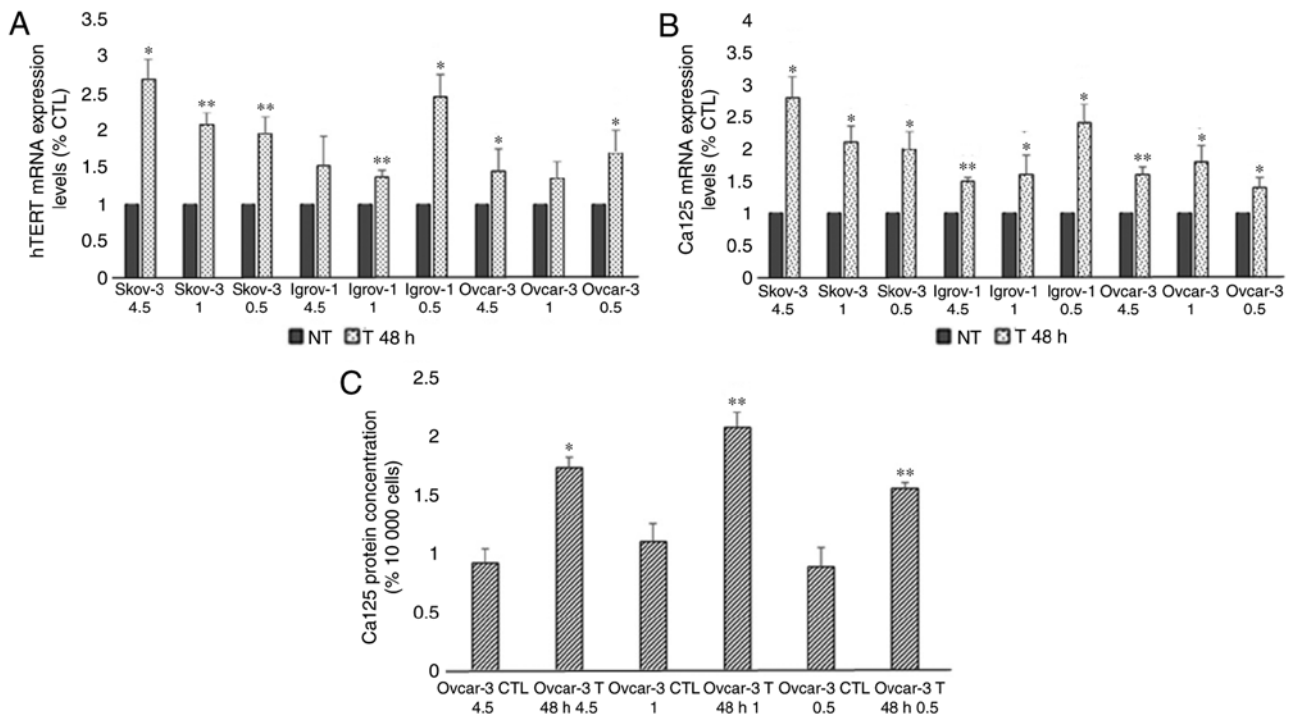 A
hTERT mRNA expression
levels (% CTL)
3.5
3
2.5
2
1.5
1
0.5
0
*
**
**
**
*
*
*
Skov-3 Skov-3 Skov-3 Igrov-1 Igrov-1 Igrov-1 Ovcar-3 Ovcar-3 Ovcar-3
4.5 1 0.5 4.5 1 0.5 4.5 1 0.5
NT T 48 h
B
Ca125 mRNA expression
levels (% CTL)
4
3.5
3
2.5
2
1.5
1
0.5
0
*
*
*
**
*
*
*
**
*
*
*
Skov-3 Skov-3 Skov-3 Igrov-1 Igrov-1 Igrov-1 Ovcar-3 Ovcar-3 Ovcar-3
4.5 1 0.5 4.5 1 0.5 4.5 1 0.5
NT T 48 h
C
Ca125 protein concentration
(% 10 000 cells)
2.5
2
1.5
1
0.5
0
*
**
**
Ovcar-3 CTL Ovcar-3 T Ovcar-3 CTL Ovcar-3 T Ovcar-3 CTL Ovcar-3 T
4.5 48 h 4.5 1 48 h 1 0.5 48 h 0.5